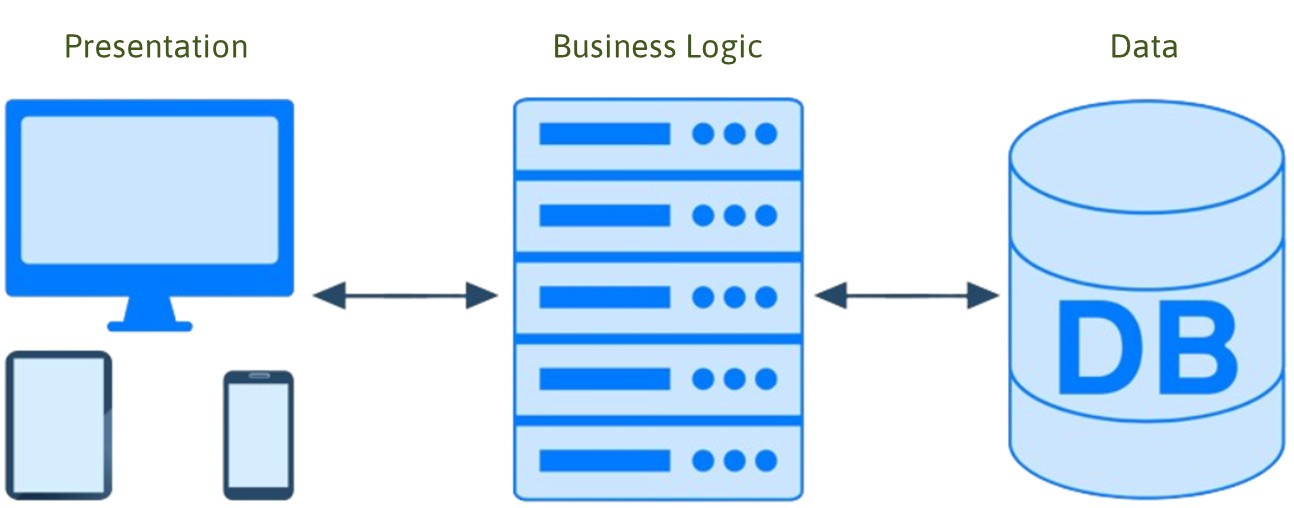 Presentation
Business Logic
Data
DB